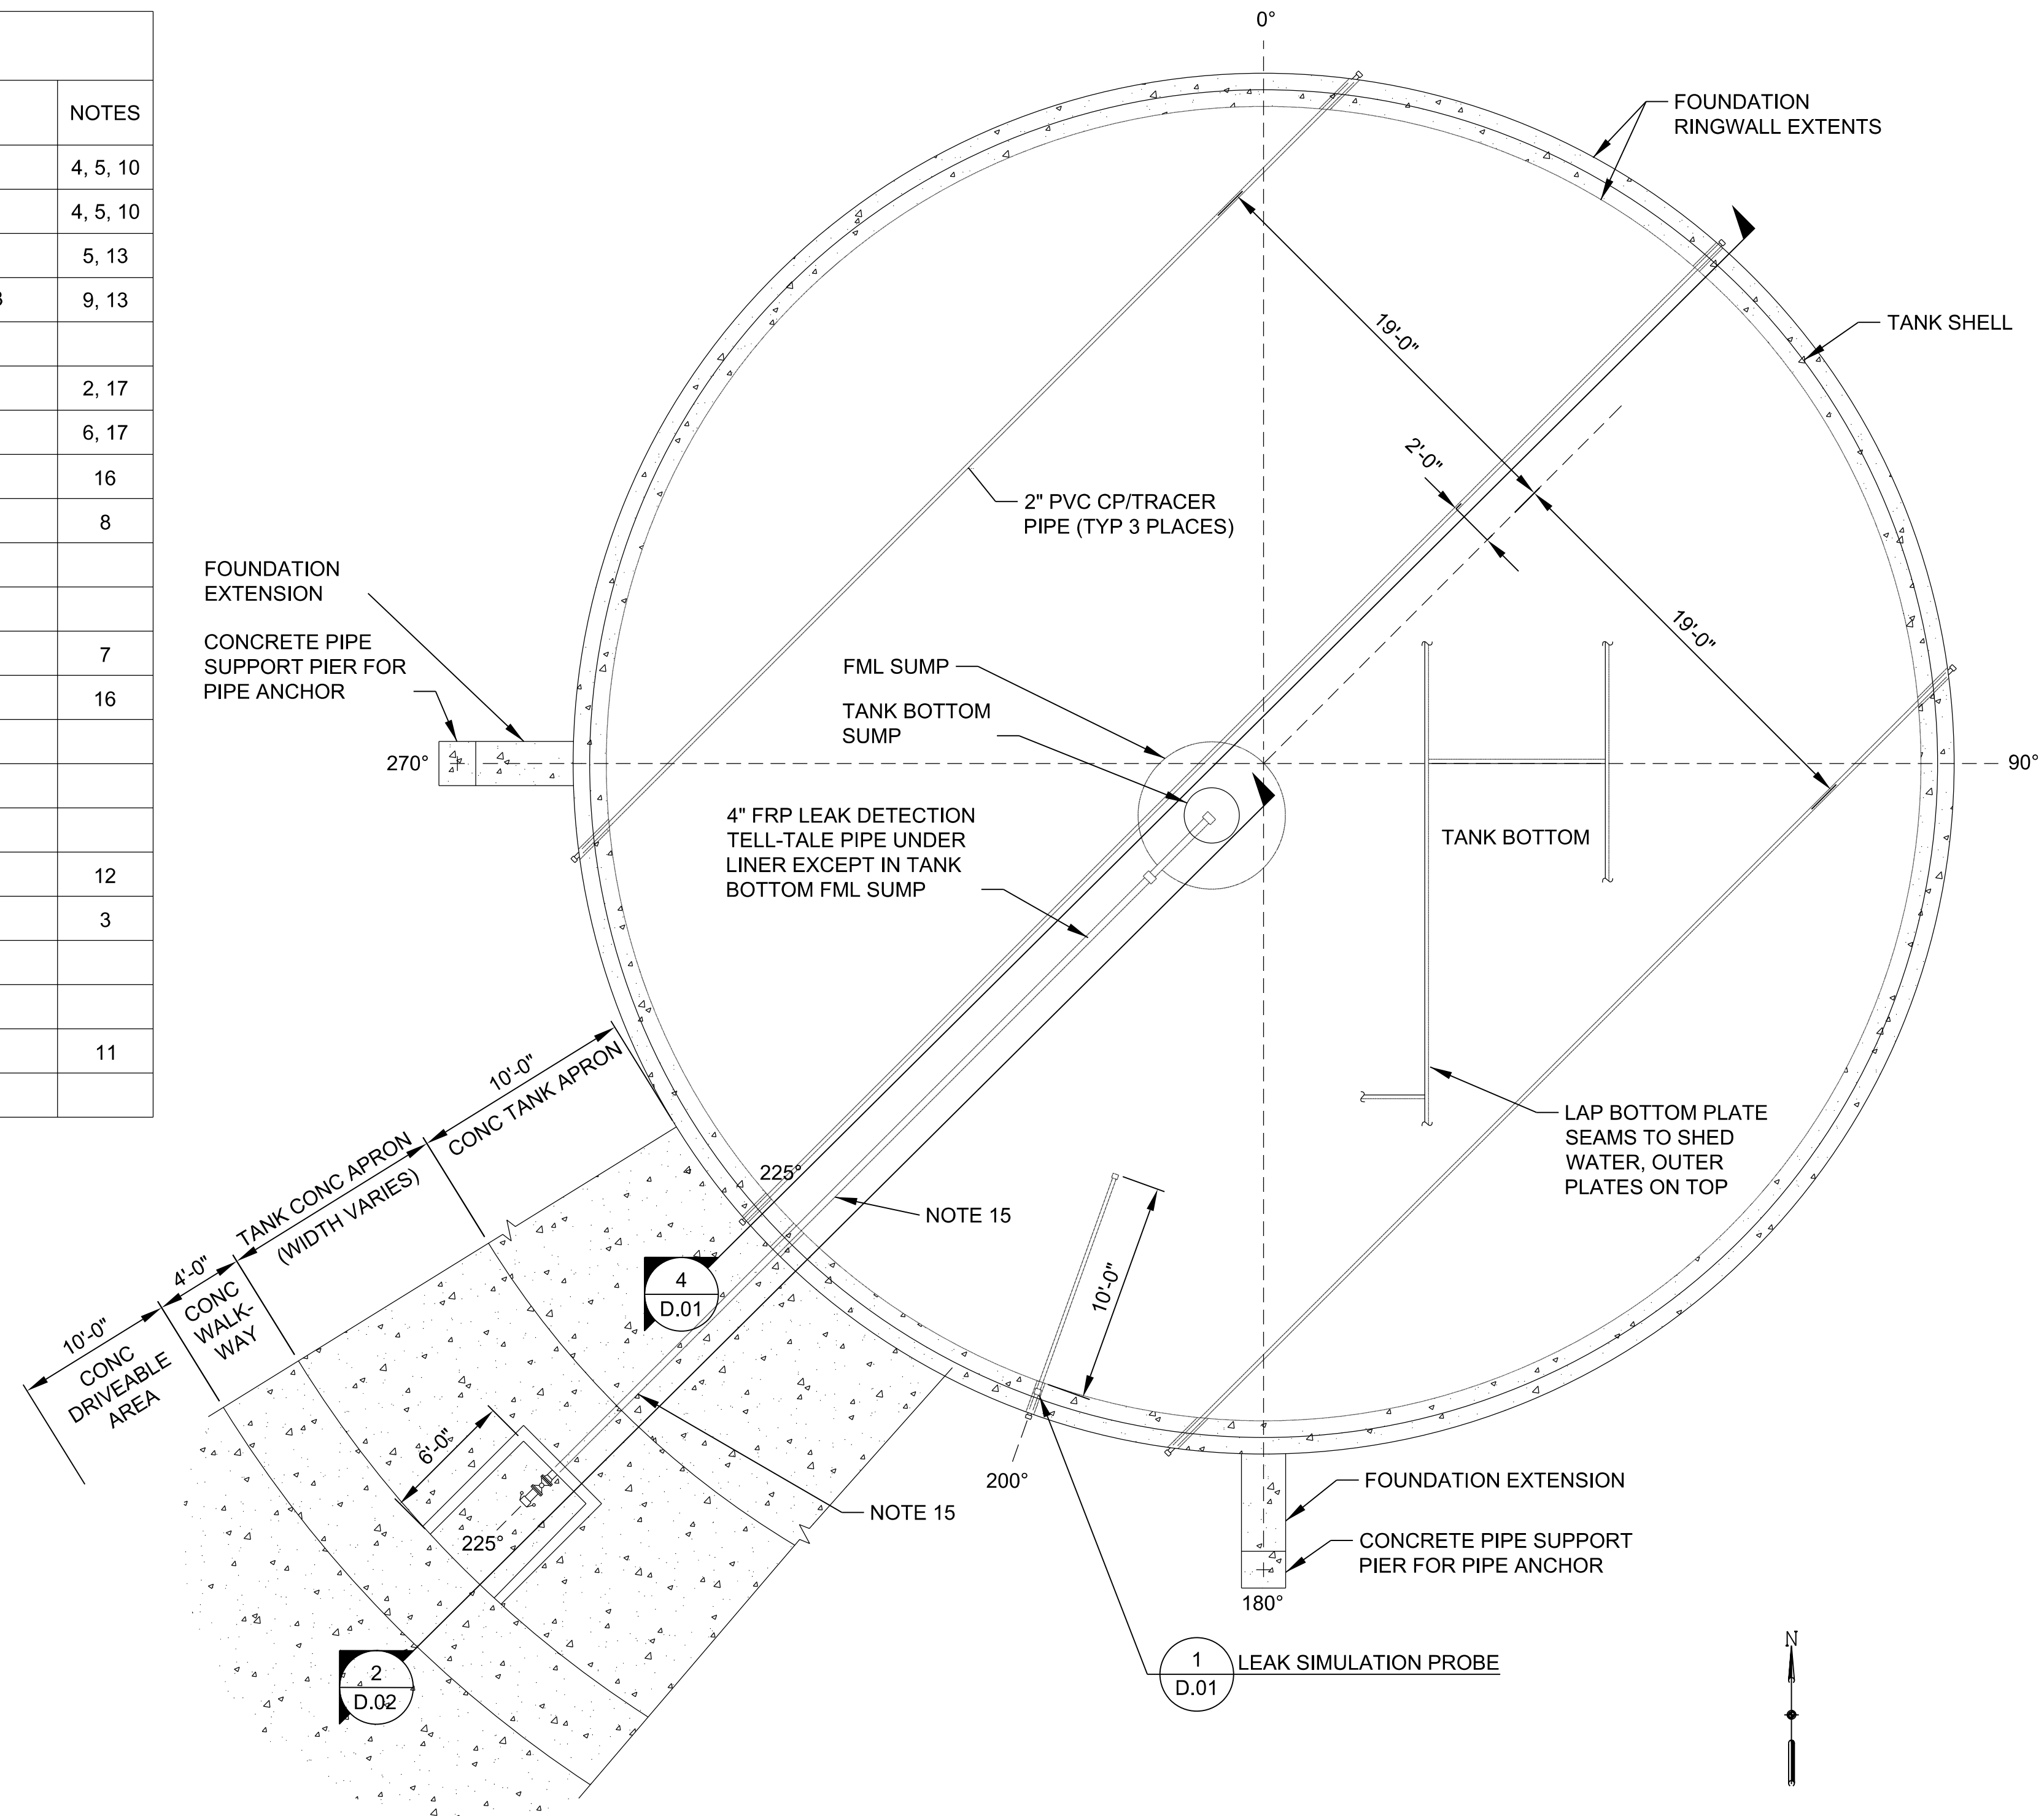 NOTES
4, 5, 10
4, 5, 10
5, 13
9, 13
2, 17
6, 17
16
8
7
16
12
3
11
0°
FOUNDATION
RINGWALL EXTENTS
TANK SHELL
19'-0"
2'-0"
2" PVC CP/TRACER
PIPE (TYP 3 PLACES)
FOUNDATION
EXTENSION
CONCRETE PIPE
SUPPORT PIER FOR
PIPE ANCHOR
19'-0"
FML SUMP
TANK BOTTOM
SUMP
270°
90°
4" FRP LEAK DETECTION
TELL-TALE PIPE UNDER
LINER EXCEPT IN TANK
BOTTOM FML SUMP
TANK BOTTOM
10'-0"
CONC TANK APRON
TANK CONC APRON
(WIDTH VARIES)
4'-0"
CONC
WALK-
WAY
10'-0"
CONC
DRIVEABLE
AREA
225°
NOTE 15
LAP BOTTOM PLATE
SEAMS TO SHED
WATER, OUTER
PLATES ON TOP
4
D.01
10'-0"
6'-0"
200°
225°
NOTE 15
FOUNDATION EXTENSION
CONCRETE PIPE SUPPORT
PIER FOR PIPE ANCHOR
180°
2
D.02
1
D.01
LEAK SIMULATION PROBE
N